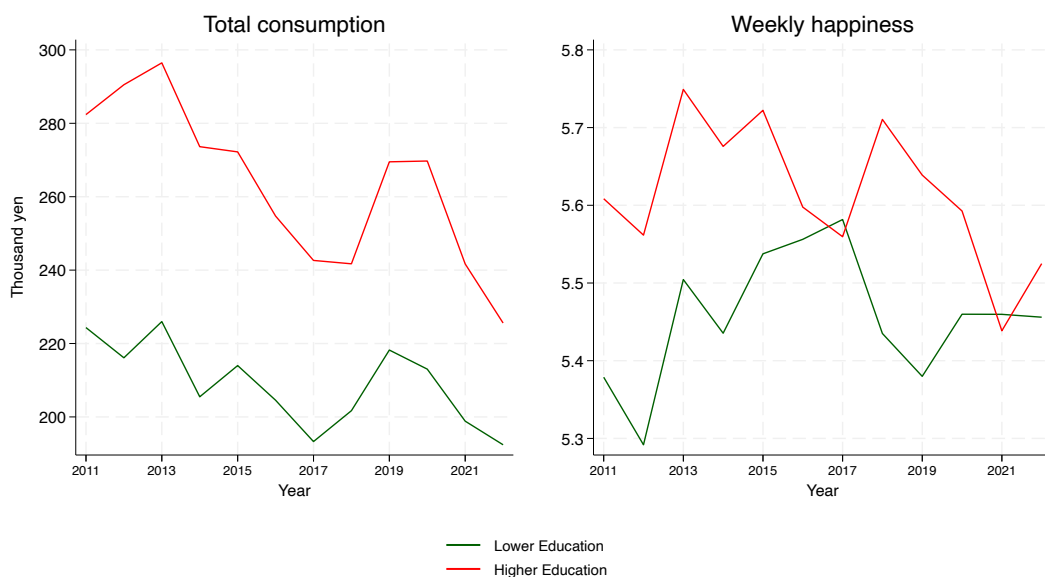 Total consumption
Thousand yen
300
280
260
240
220
200
2011 2013 2015 2017 2019 2021
Year
Weekly happiness
5.8
5.7
5.6
5.5
5.4
5.3
2011 2013 2015 2017 2019 2021
Year
Lower Education
Higher Education